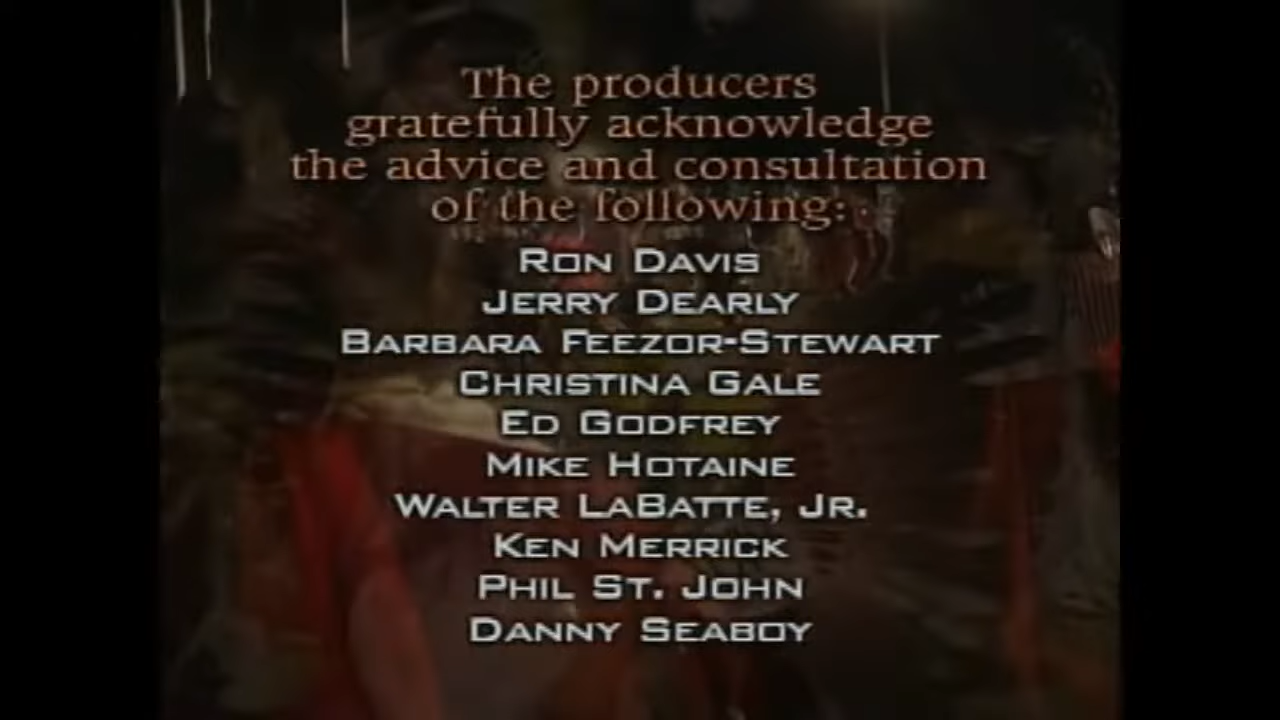 The producers
gratefully acknowledge
the advice and consultation
of the following:
Ron Davis
Jerry Dearly
Barbara Feezor-Stewart
Christina Gale
Ed Godfrey
Mike Hotaine
Walter LaBatte, Jr.
Ken Merrick
Phil St. John
Danny Seaboy